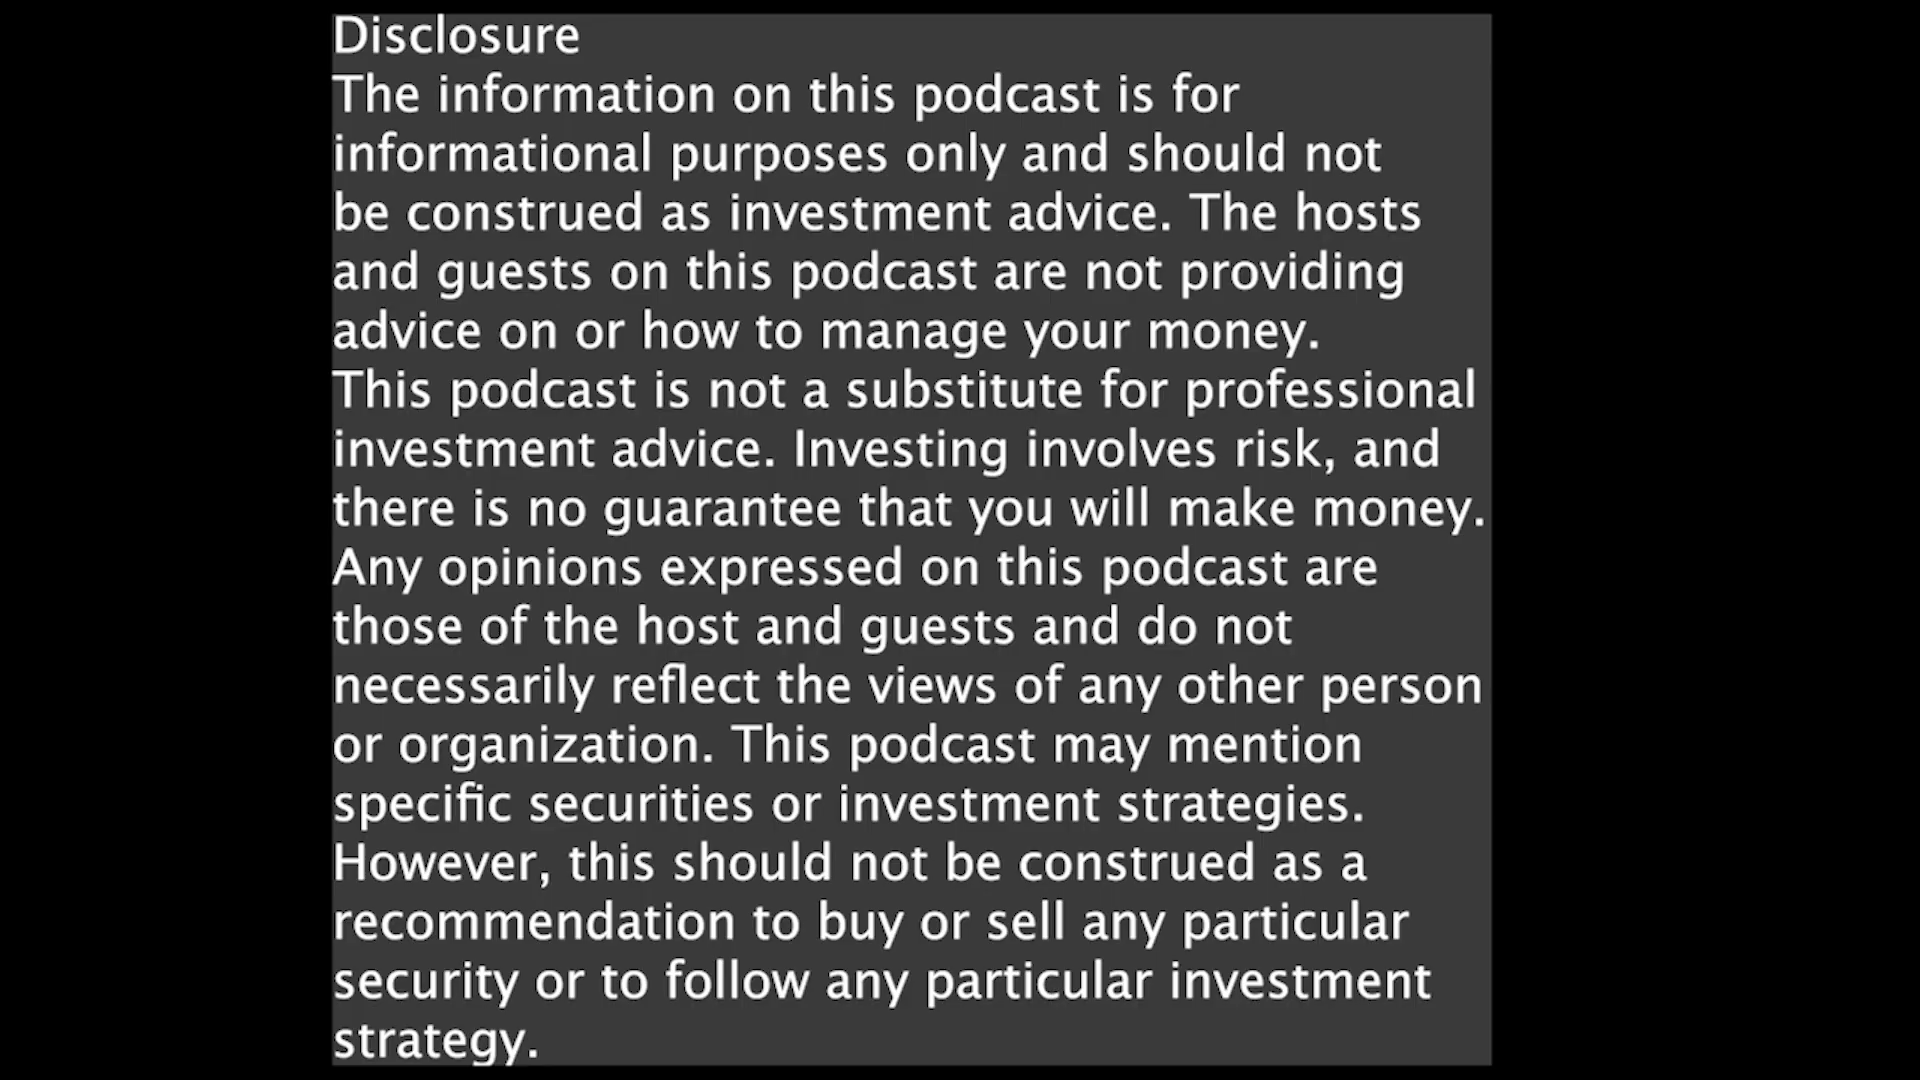 Disclosure
The information on this podcast is for
informational purposes only and should not
be construed as investment advice. The hosts
and guests on this podcast are not providing
advice on or how to manage your money.
This podcast is not a substitute for professional
investment advice. Investing involves risk, and
there is no guarantee that you will make money.
Any opinions expressed on this podcast are
those of the host and guests and do not
necessarily reflect the views of any other person
or organization. This podcast may mention
specific securities or investment strategies.
However, this should not be construed as a
recommendation to buy or sell any particular
security or to follow any particular investment
strategy.